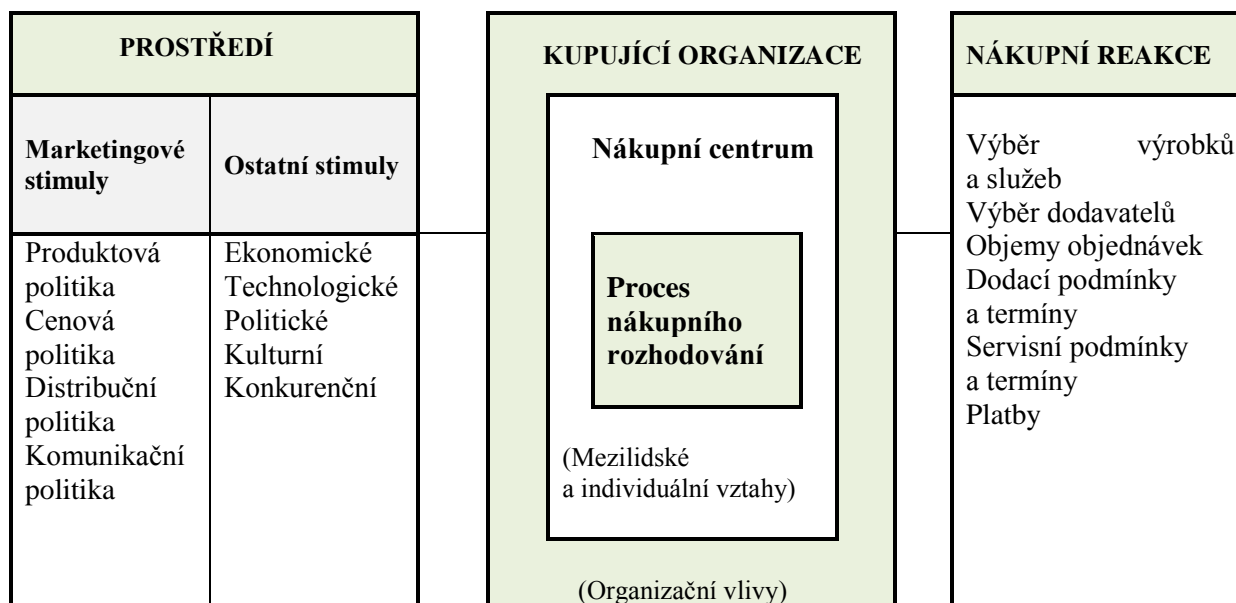 PROSTŘEDÍ
Marketingové
stimuly
Ostatní stimuly
Produktová
politika
Cenová
politika
Distribuční
politika
Komunikační
politika
Ekonomické
Technologické
Politické
Kulturní
Konkurenční
KUPUJÍCÍ ORGANIZACE
Nákupní centrum
Proces
nákupního
rozhodování
(Mezilidské
a individuální vztahy)
(Organizační vlivy)
NÁKUPNÍ REAKCE
Výběr výrobků
a služeb
Výběr dodavatelů
Objemy objednávek
Dodací podmínky
a termíny
Servisní podmínky
a termíny
Platby